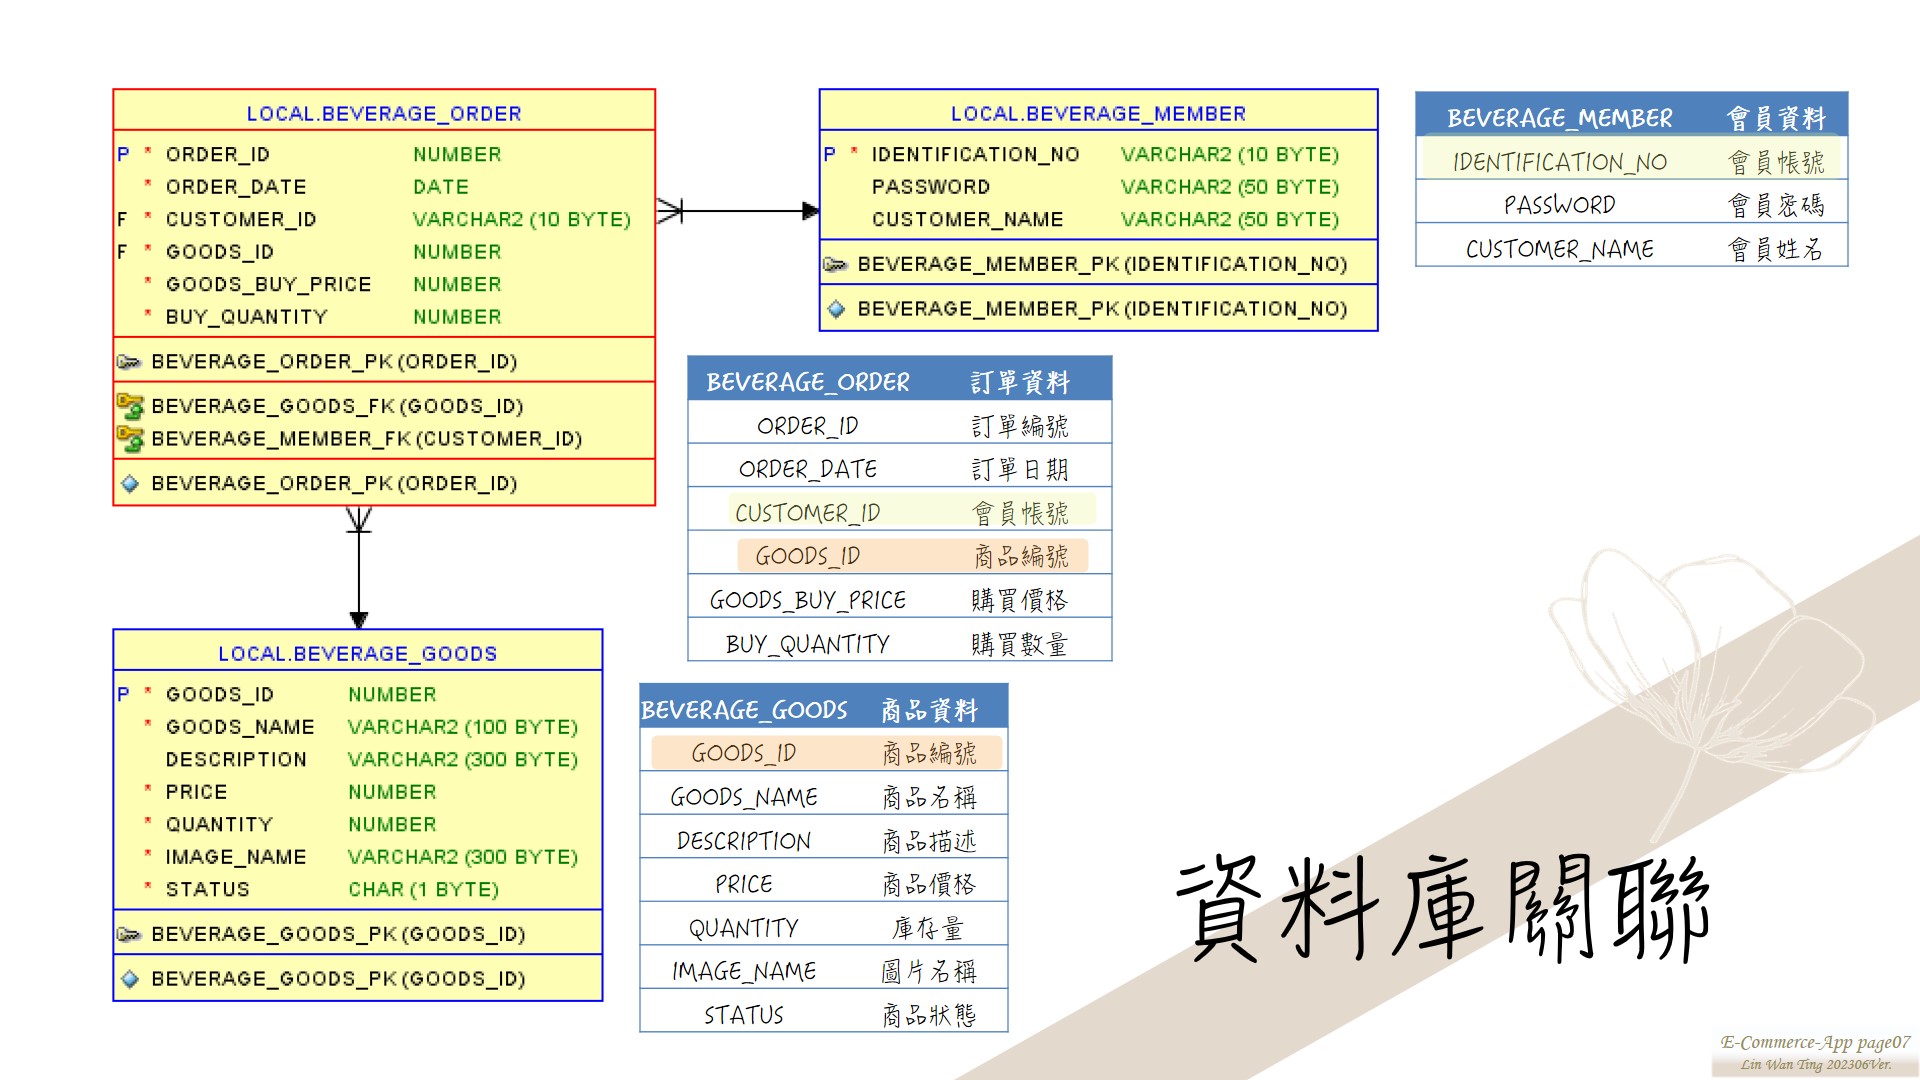 LOCAL.BEVERAGE_ORDER
P * ORDER_ID NUMBER
* ORDER_DATE DATE
F * CUSTOMER_ID VARCHAR2 (10 BYTE)
F * GOODS_ID NUMBER
* GOODS_BUY_PRICE NUMBER
* BUY_QUANTITY NUMBER
BEVERAGE_ORDER_PK (ORDER_ID)
BEVERAGE_GOODS_FK (GOODS_ID)
BEVERAGE_MEMBER_FK (CUSTOMER_ID)
BEVERAGE_ORDER_PK (ORDER_ID)
LOCAL.BEVERAGE_MEMBER
P * IDENTIFICATION_NO VARCHAR2 (10 BYTE)
PASSWORD VARCHAR2 (50 BYTE)
CUSTOMER_NAME VARCHAR2 (50 BYTE)
BEVERAGE_MEMBER_PK (IDENTIFICATION_NO)
BEVERAGE_MEMBER_PK (IDENTIFICATION_NO)
BEVERAGE_MEMBER 會員資料
IDENTIFICATION_NO 會員帳號
PASSWORD 會員密碼
CUSTOMER_NAME 會員姓名
BEVERAGE_ORDER 訂單資料
ORDER_ID 訂單編號
ORDER_DATE 訂單日期
CUSTOMER_ID 會員帳號
GOODS_ID 商品編號
GOODS_BUY_PRICE 購買價格
BUY_QUANTITY 購買數量
LOCAL.BEVERAGE_GOODS
P * GOODS_ID NUMBER
* GOODS_NAME VARCHAR2 (100 BYTE)
DESCRIPTION VARCHAR2 (300 BYTE)
* PRICE NUMBER
* QUANTITY NUMBER
* IMAGE_NAME VARCHAR2 (300 BYTE)
* STATUS CHAR (1 BYTE)
BEVERAGE_GOODS_PK (GOODS_ID)
BEVERAGE_GOODS_PK (GOODS_ID)
BEVERAGE_GOODS 商品資料
GOODS_ID 商品編號
GOODS_NAME 商品名稱
DESCRIPTION 商品描述
PRICE 商品價格
QUANTITY 庫存量
IMAGE_NAME 圖片名稱
STATUS 商品狀態
資料庫關聯
E-Commerce-App page07
Lin Wan Ting 202306Ver.